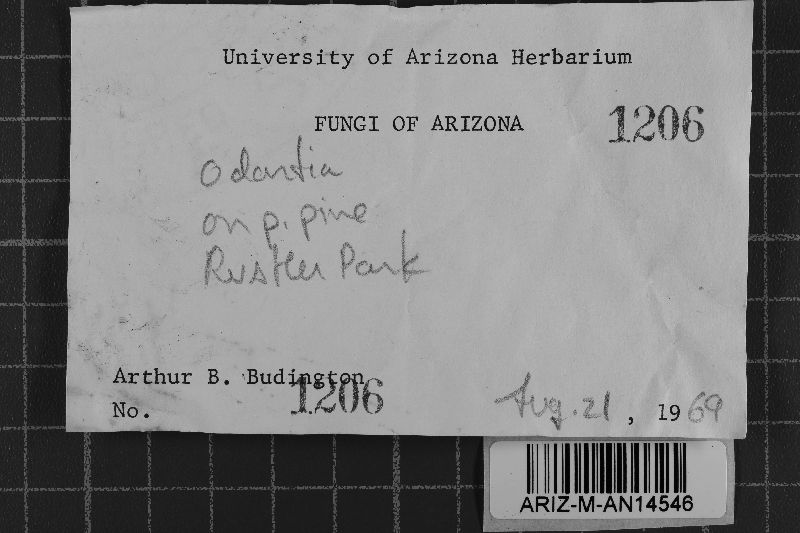 University of Arizona Herbarium
FUNGI OF ARIZONA
1206
Odontia
on p. pine
Rustler Park
Arthur B. Budington
No. 1206
Aug. 21, 1969
ARIZ-M-AN14546